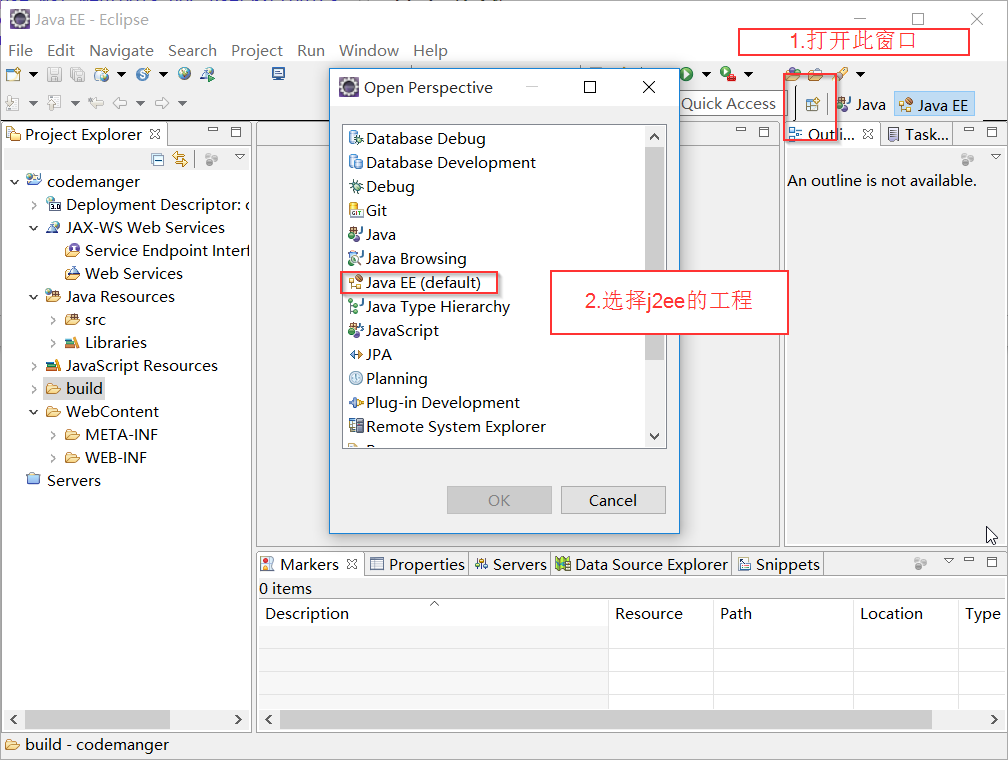 Java EE - Eclipse
File Edit Navigate Search Project Run Window Help
1.打开此窗口
Quick Access
Java
Java EE
Project Explorer
codemanger
Deployment Descriptor:
JAX-WS Web Services
Service Endpoint Interf
Web Services
Java Resources
src
Libraries
JavaScript Resources
build
WebContent
META-INF
WEB-INF
Servers
Open Perspective
Database Debug
Database Development
Debug
Git
Java
Java Browsing
Java EE (default)
Java Type Hierarchy
JavaScript
JPA
Planning
Plug-in Development
Remote System Explorer
OK
Cancel
2.选择j2ee的工程
Outli... Task...
An outline is not available.
Markers Properties Servers Data Source Explorer Snippets
0 items
Description Resource Path Location Type
build - codemanger